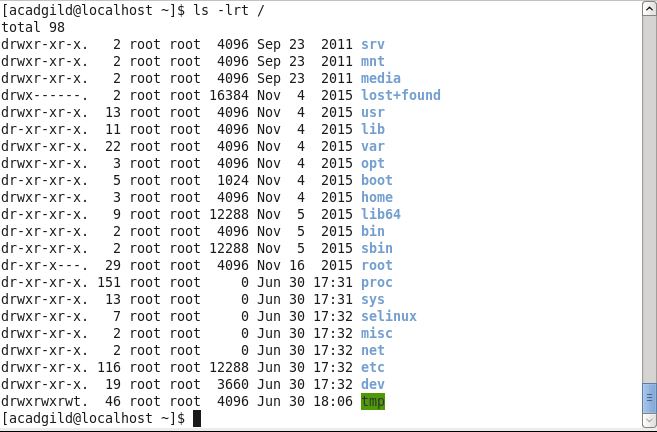 [acadgild@localhost ~]$ ls -lrt /
total 98
drwxr-xr-x.   2 root root  4096 Sep 23  2011 srv
drwxr-xr-x.   2 root root  4096 Sep 23  2011 mnt
drwxr-xr-x.   2 root root  4096 Sep 23  2011 media
drwx------.   2 root root 16384 Nov  4  2015 lost+found
drwxr-xr-x.  13 root root  4096 Nov  4  2015 usr
dr-xr-xr-x.  11 root root  4096 Nov  4  2015 lib
drwxr-xr-x.  22 root root  4096 Nov  4  2015 var
drwxr-xr-x.   3 root root  4096 Nov  4  2015 opt
dr-xr-xr-x.   5 root root  1024 Nov  4  2015 boot
drwxr-xr-x.   3 root root  4096 Nov  4  2015 home
dr-xr-xr-x.   9 root root 12288 Nov  5  2015 lib64
dr-xr-xr-x.   2 root root  4096 Nov  5  2015 bin
dr-xr-xr-x.   2 root root 12288 Nov  5  2015 sbin
dr-xr-x---.  29 root root  4096 Nov 16  2015 root
dr-xr-xr-x. 151 root root     0 Jun 30 17:31 proc
drwxr-xr-x.  13 root root     0 Jun 30 17:31 sys
drwxr-xr-x.   7 root root     0 Jun 30 17:32 selinux
drwxr-xr-x.   2 root root     0 Jun 30 17:32 misc
drwxr-xr-x.   2 root root     0 Jun 30 17:32 net
drwxr-xr-x. 116 root root 12288 Jun 30 17:32 etc
drwxr-xr-x.  19 root root  3660 Jun 30 17:32 dev
drwxrwxrwt.  46 root root  4096 Jun 30 18:06 tmp
[acadgild@localhost ~]$